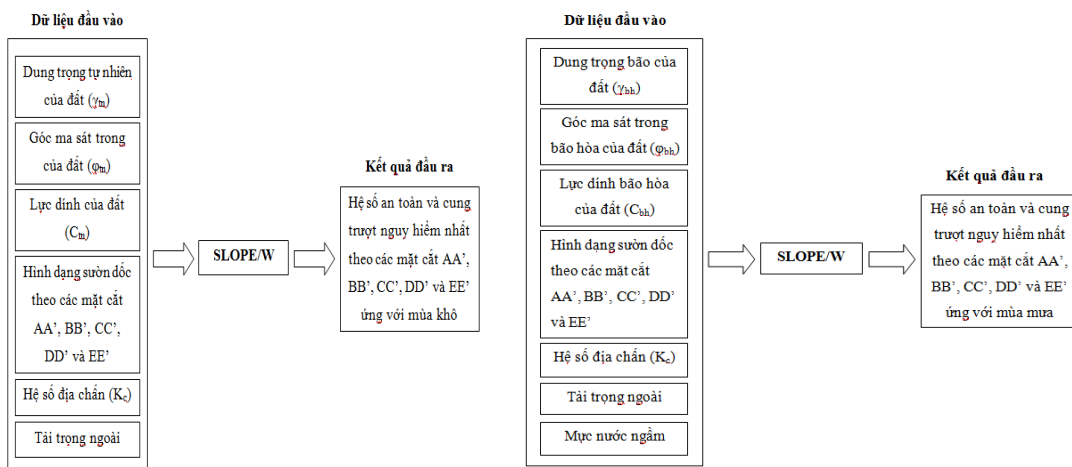 Dữ liệu đầu vào
Dung trọng tự nhiên
của đất (γtn)
Góc ma sát trong
của đất (φtn)
Lực dính của đất
(Ctn)
Hình dạng sườn dốc
theo các mặt cắt
AA’, BB’, CC’,
DD’ và EE’
Hệ số địa chấn (Kc)
Tải trọng ngoài
SLOPE/W
Kết quả đầu ra
Hệ số an toàn và cung
trượt nguy hiểm nhất
theo các mặt cắt AA’,
BB’, CC’, DD’ và EE’
ứng với mùa khô
Dữ liệu đầu vào
Dung trọng bão của
đất (γbh)
Góc ma sát trong
bão hòa của đất (φbh)
Lực dính bão hòa
của đất (Cbh)
Hình dạng sườn dốc
theo các mặt cắt
AA’, BB’, CC’, DD’
và EE’
Hệ số địa chấn (Kc)
Tải trọng ngoài
Mực nước ngầm
SLOPE/W
Kết quả đầu ra
Hệ số an toàn và cung
trượt nguy hiểm nhất
theo các mặt cắt AA’,
BB’, CC’, DD’ và EE’
ứng với mùa mưa